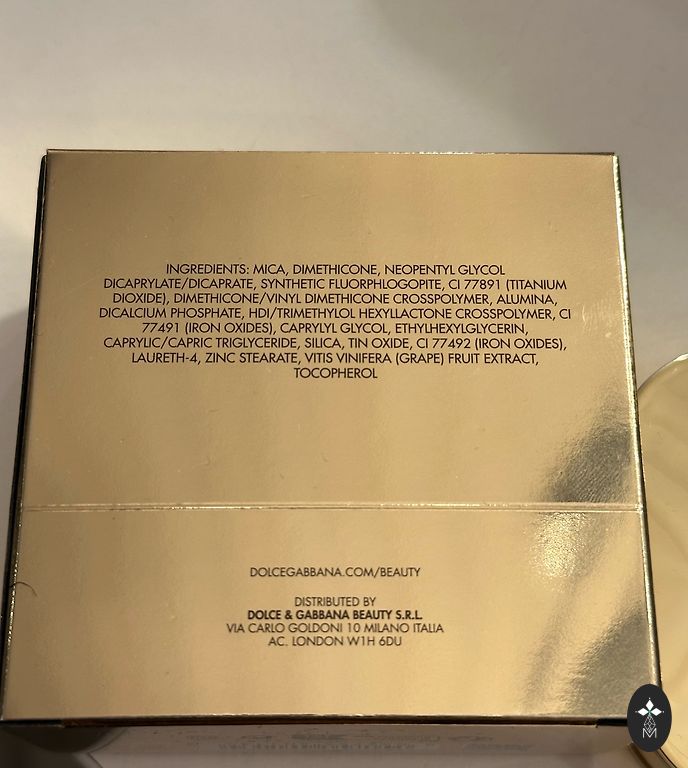 INGREDIENTS: MICA, DIMETHICONE, NEOPENTYL GLYCOL
DICAPRYLATE/DICAPRATE, SYNTHETIC FLUORPHLOGOPITE, CI 77891 (TITANIUM
DIOXIDE), DIMETHICONE/VINYL DIMETHICONE CROSSPOLYMER, ALUMINA,
DICALCIUM PHOSPHATE, HDI/TRIMETHYLOL HEXYLLACTONE CROSSPOLYMER, CI
77491 (IRON OXIDES), CAPRYLYL GLYCOL, ETHYLHEXYLGLYCERIN,
CAPRYLIC/CAPRIC TRIGLYCERIDE, SILICA, TIN OXIDE, CI 77492 (IRON OXIDES),
LAURETH-4, ZINC STEARATE, VITIS VINIFERA (GRAPE) FRUIT EXTRACT,
TOCOPHEROL
DOLCEGABBANA.COM/BEAUTY
DISTRIBUTED BY
DOLCE & GABBANA BEAUTY S.R.L.
VIA CARLO GOLDONI 10 MILANO ITALIA
AC. LONDON W1H 6DU